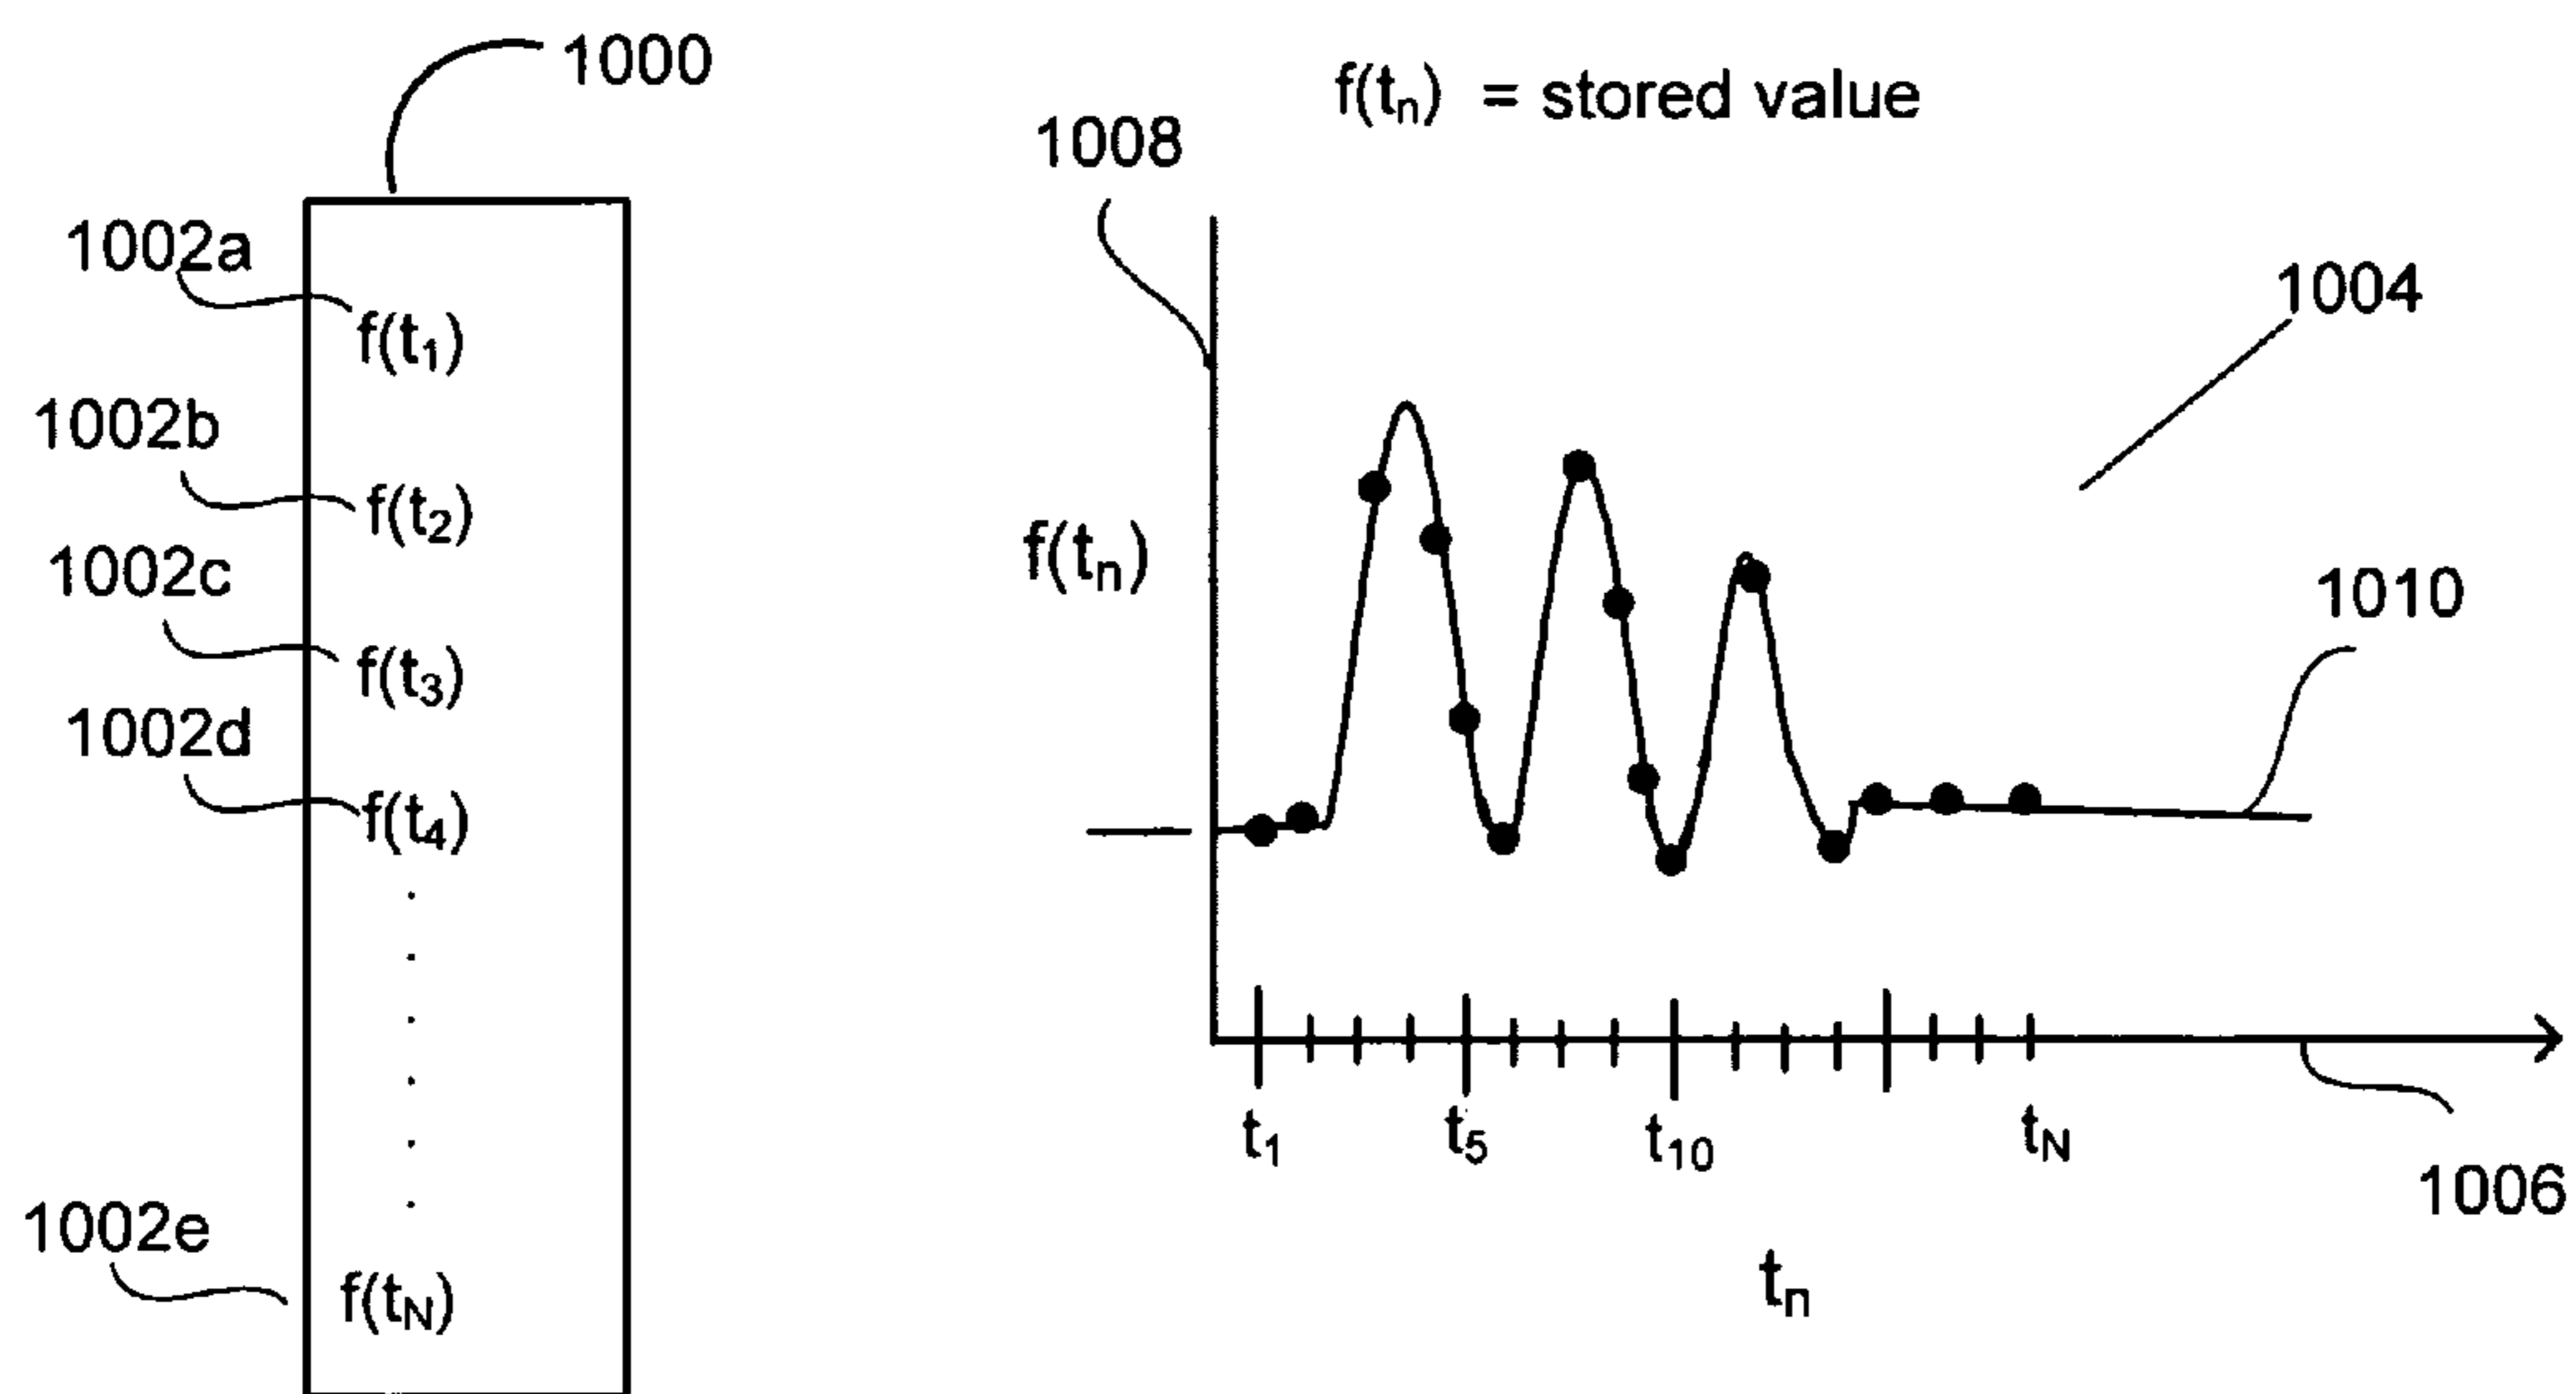 1000
1002a
f(t1)
1002b
f(t2)
1002c
f(t3)
1002d
f(t4)
1002e
f(tN)
f(tn) = stored value
1008
1004
f(tn)
1010
t1 t5 t10 tN
1006
tn